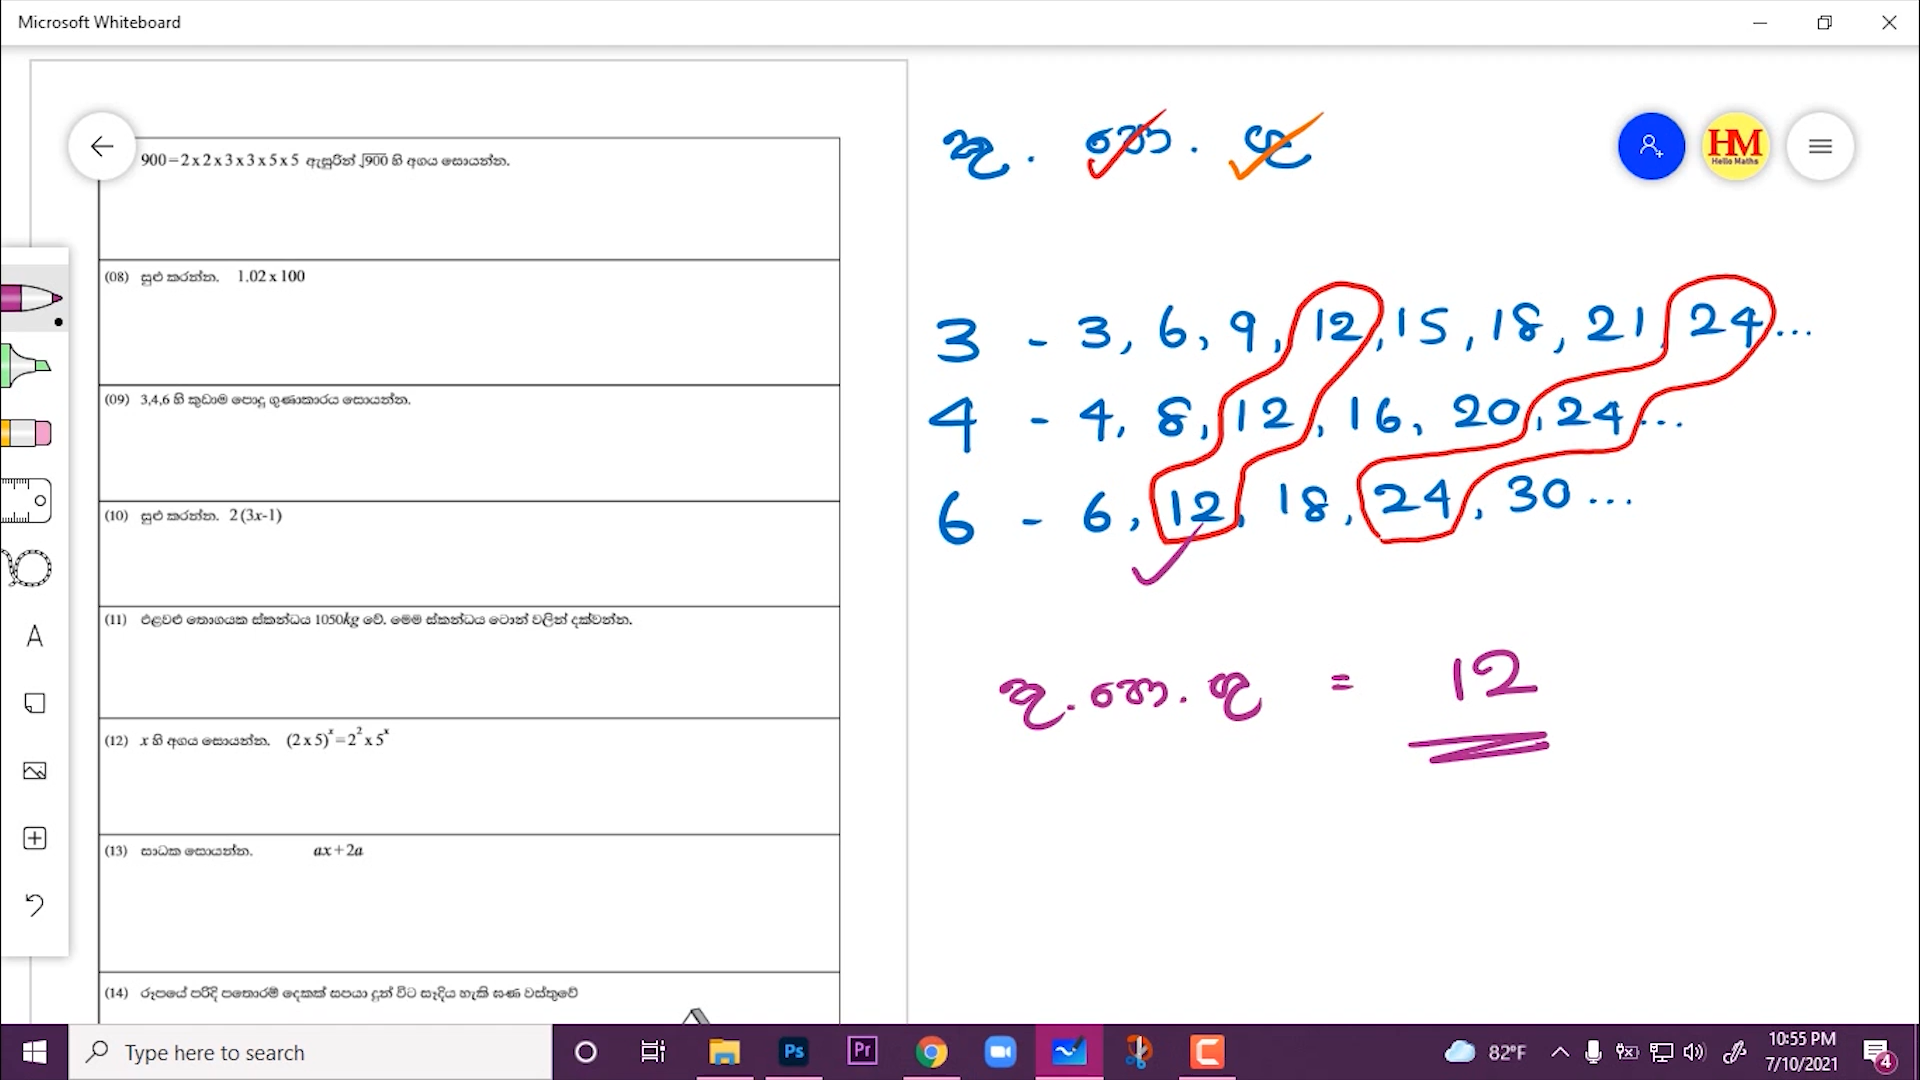 Microsoft Whiteboard
900=2 x 2 x 3 x 3 x 5 x 5 ඇසුරින් √900 හි අගය සොයන්න.
(08) සුළු කරන්න. 1.02 x 100
(09) 3,4,6 හි කුඩාම පොදු ගුණාකාරය සොයන්න.
(10) සුළු කරන්න. 2 (3x-1)
(11) එළවළු තොගයක ස්කන්ධය 1050kg වේ. මෙම ස්කන්ධය ටොන් වලින් දක්වන්න.
(12) x හි අගය සොයන්න. (2 x 5)ˣ=2² x 5ˣ
(13) සාධක සොයන්න. ax+2a
(14) රූපයේ පරිදි පතොරම් දෙකක් සපයා දුන් විට සෑදිය හැකි ඝණ වස්තුවේ
කු. පො. ගු
HM
Hello Maths
3 - 3, 6, 9, 12, 15, 18, 21, 24...
4 - 4, 8, 12, 16, 20, 24...
6 - 6, 12, 18, 24, 30...
කු.පො.ගු = 12
A
Type here to search
Ps
Pr
82°F
10:55 PM
7/10/2021
4